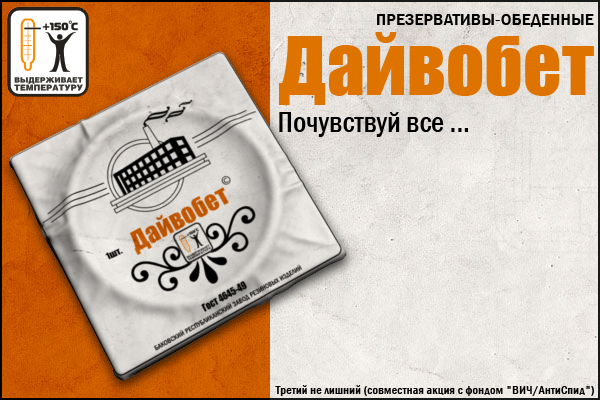 +150°C
ВЫДЕРЖИВАЕТ
ТЕМПЕРАТУРУ
ПРЕЗЕРВАТИВЫ-ОБЕДЕННЫЕ
Дайвобет
Почувствуй все ...
Дайвобет©
1шт.
Гост 4645-49
БАКОВСКИЙ РЕСПУБЛИКАНСКИЙ ЗАВОД РЕЗИНОВЫХ ИЗДЕЛИЙ
Третий не лишний (совместная акция с фондом "ВИЧ/АнтиСпид")